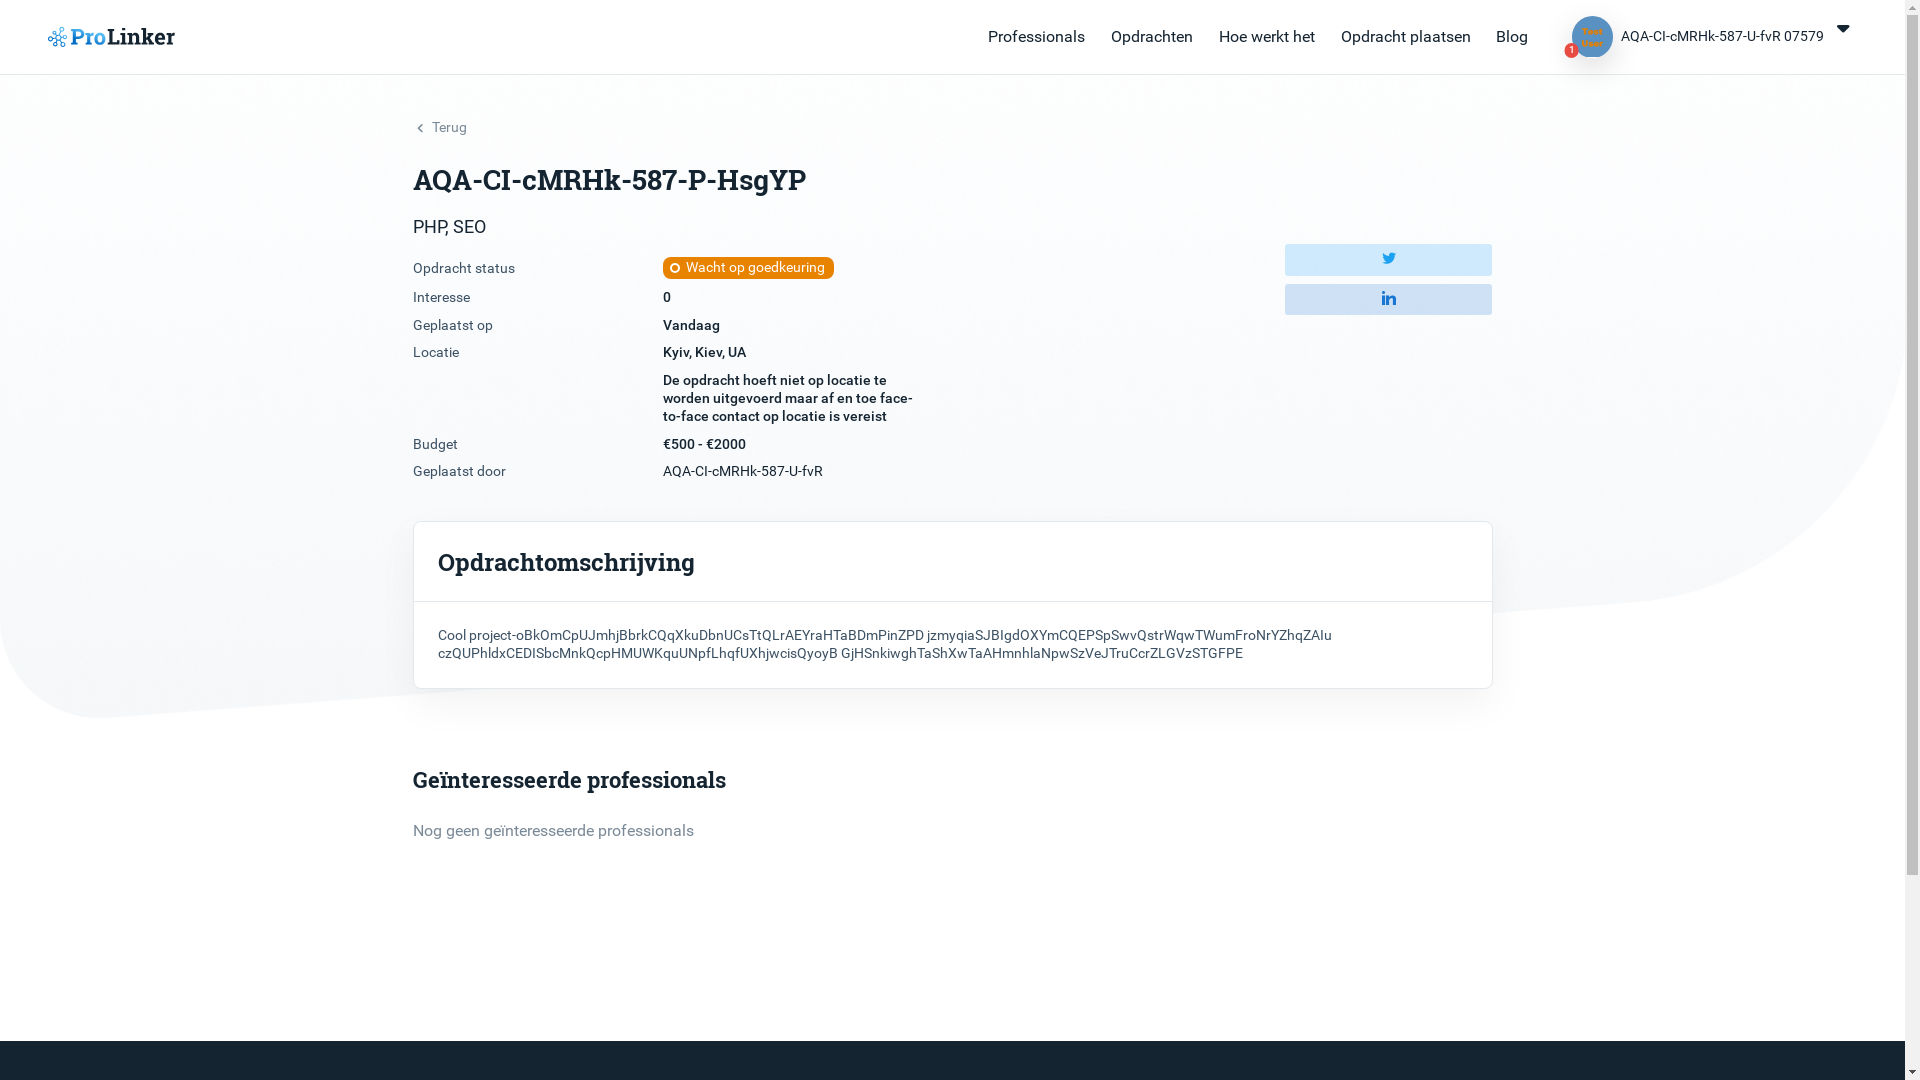 ProLinker
Professionals
Opdrachten
Hoe werkt het
Opdracht plaatsen
Blog
Test
User
1
AQA-CI-cMRHk-587-U-fvR 07579
Terug
AQA-CI-cMRHk-587-P-HsgYP
PHP, SEO
Opdracht status
Wacht op goedkeuring
Interesse
0
Geplaatst op
Vandaag
Locatie
Kyiv, Kiev, UA
De opdracht hoeft niet op locatie te
worden uitgevoerd maar af en toe face-
to-face contact op locatie is vereist
Budget
€500 - €2000
Geplaatst door
AQA-CI-cMRHk-587-U-fvR
in
Opdrachtomschrijving
Cool project-oBkOmCpUJmhjBbrkCQqXkuDbnUCsTtQLrAEYraHTaBDmPinZPD jzmyqiaSJBIgdOXYmCQEPSpSwvQstrWqwTWumFroNrYZhqZAIu
czQUPhldxCEDISbcMnkQcpHMUWKquUNpfLhqfUXhjwcisQyoyB GjHSnkiwghTaShXwTaAHmnhlaNpwSzVeJTruCcrZLGVzSTGFPE
Geïnteresseerde professionals
Nog geen geïnteresseerde professionals